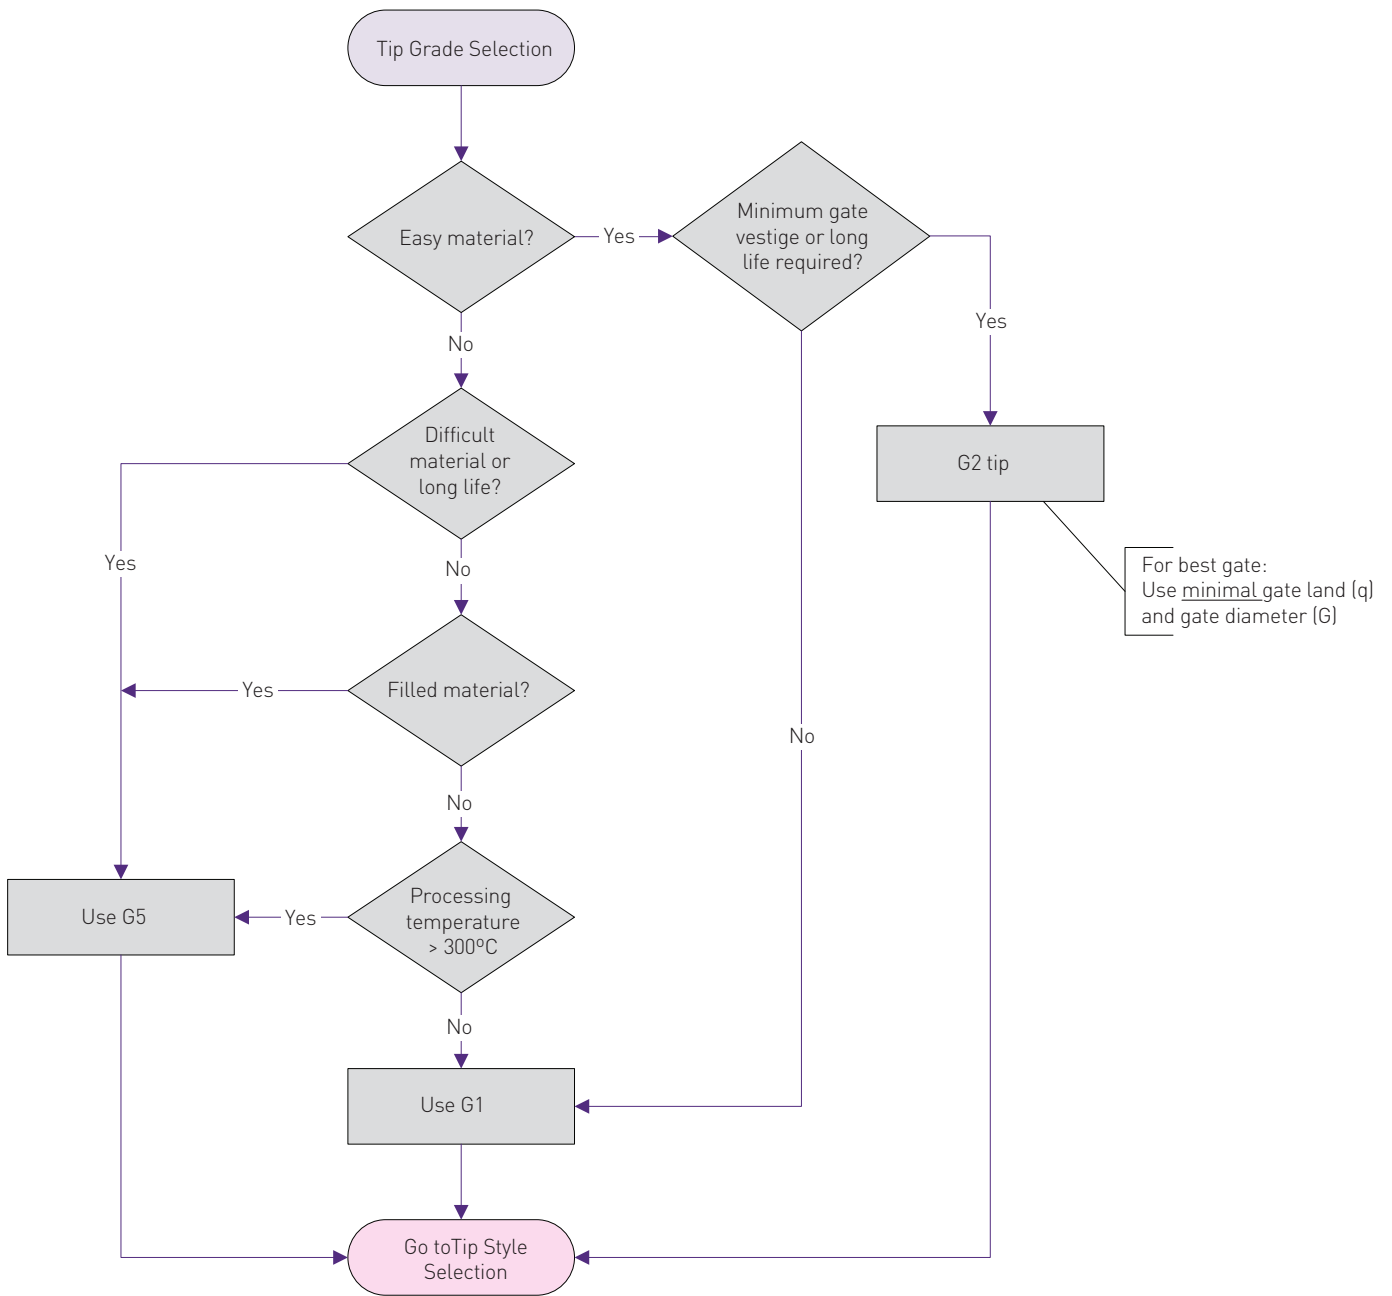 Tip Grade Selection
Easy material?
Yes
Minimum gate
vestige or long
life required?
Yes
No
Difficult
material or
long life?
G2 tip
For best gate:
Use minimal gate land (q)
and gate diameter (G)
Yes
No
Filled material?
Yes
No
No
Processing
temperature
> 300ºC
Yes
Use G5
No
Use G1
Go toTip Style
Selection